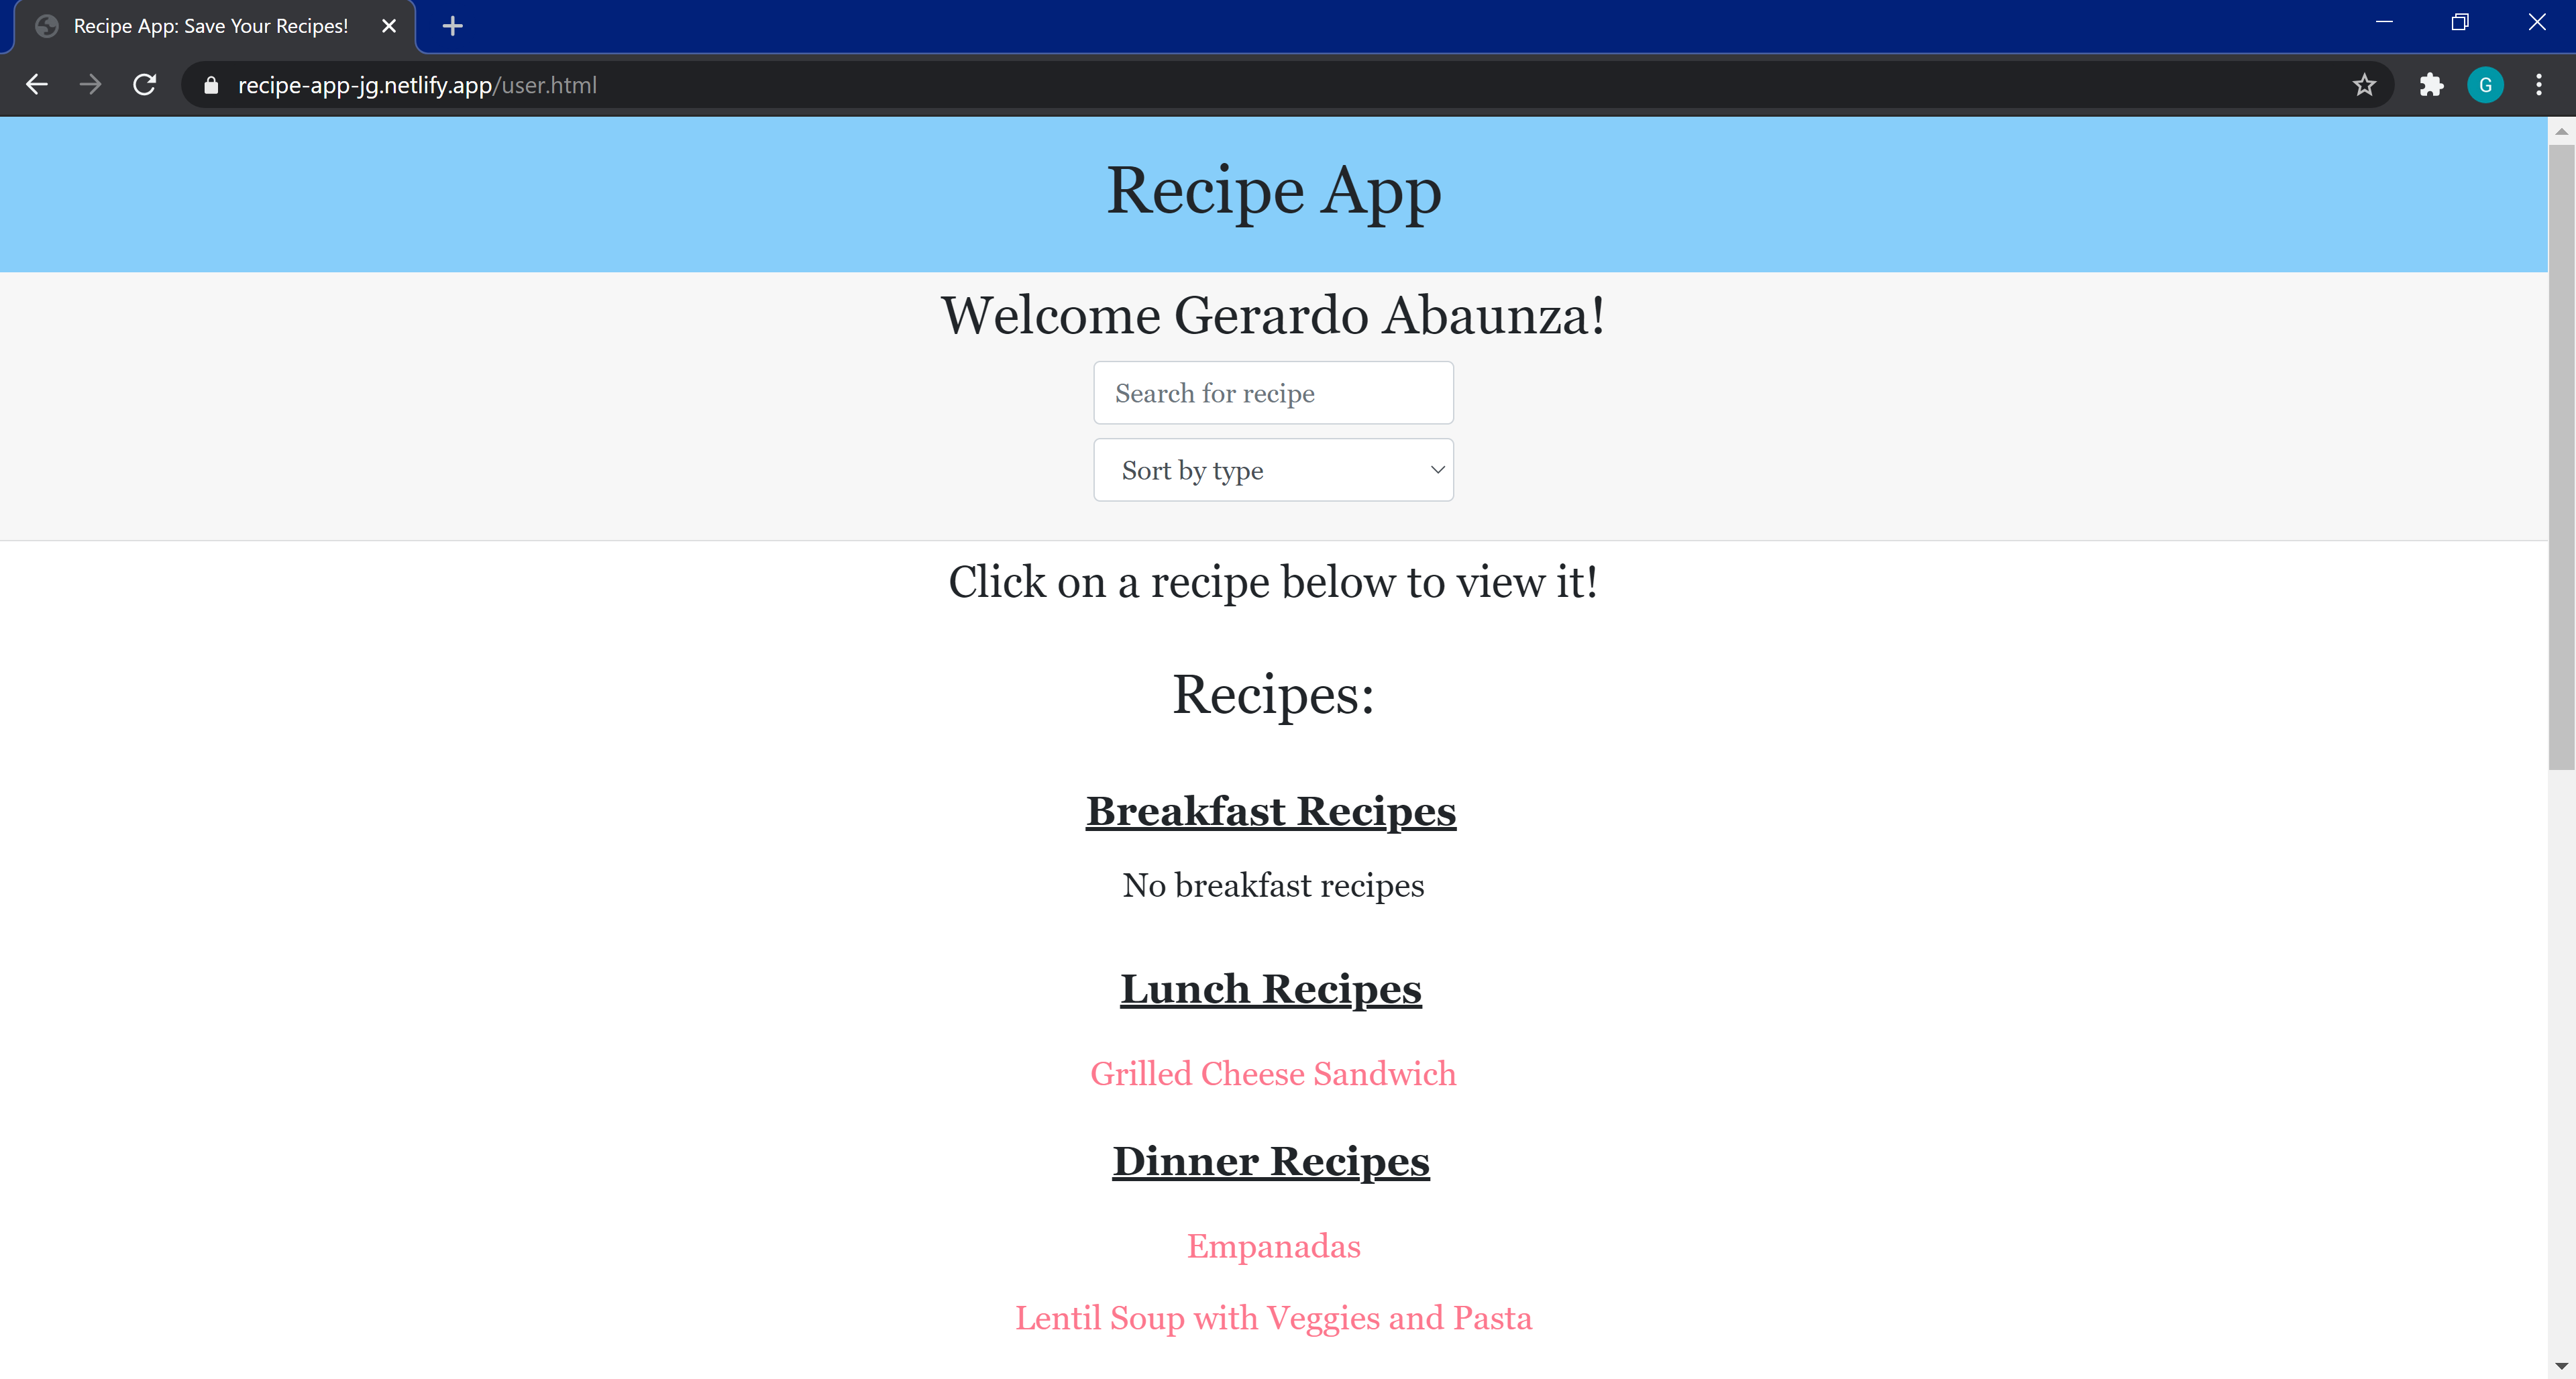 Recipe App: Save Your Recipes!
recipe-app-jg.netlify.app/user.html
G
Recipe App
Welcome Gerardo Abaunza!
Search for recipe
Sort by type
Click on a recipe below to view it!
Recipes:
Breakfast Recipes
No breakfast recipes
Lunch Recipes
Grilled Cheese Sandwich
Dinner Recipes
Empanadas
Lentil Soup with Veggies and Pasta